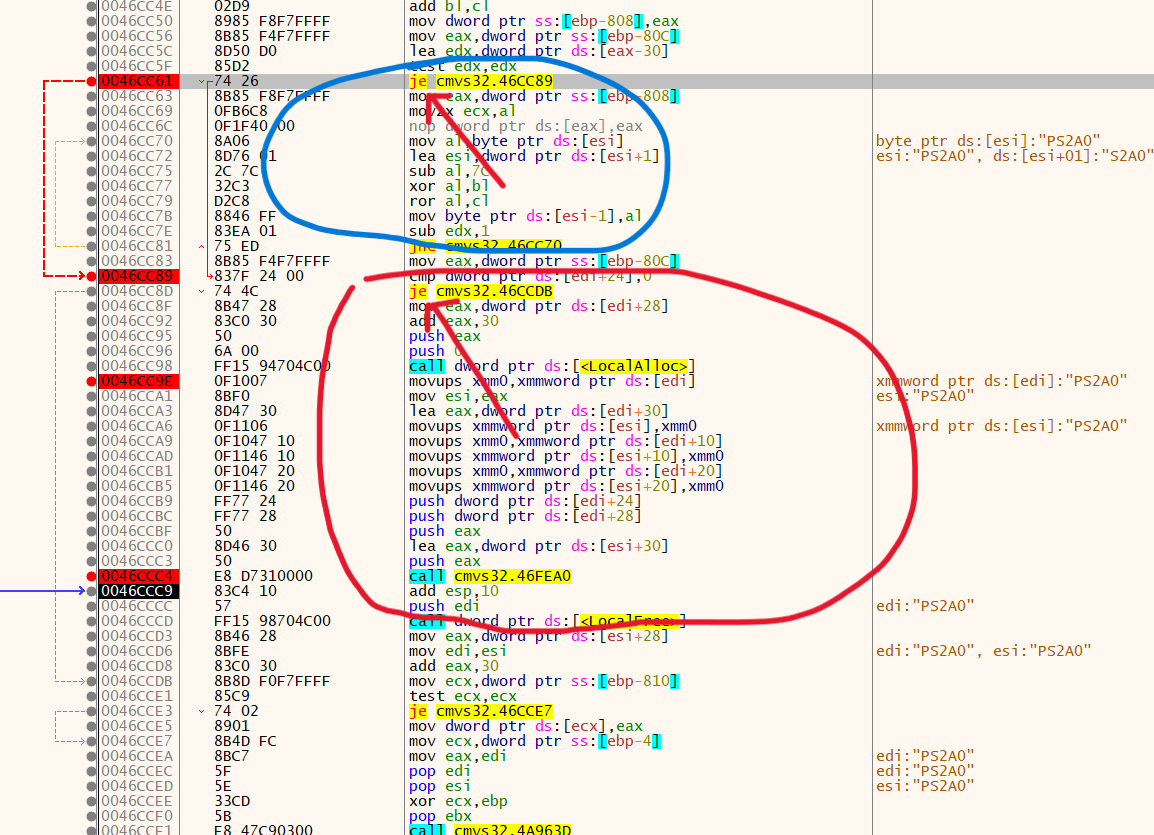 0046CC4E 02D9 add bl,cl
0046CC50 8985 F8F7FFFF mov dword ptr ss:[ebp-808],eax
0046CC56 8B85 F4F7FFFF mov eax,dword ptr ss:[ebp-80C]
0046CC5C 8D50 D0 lea edx,dword ptr ds:[eax-30]
0046CC5F 85D2 test edx,edx
0046CC61 74 26 je cmvs32.46CC89
0046CC63 8B85 F8F7FFFF mov eax,dword ptr ss:[ebp-808]
0046CC69 0FB6C8 movzx ecx,al
0046CC6C 0F1F40 00 nop dword ptr ds:[eax],eax
0046CC70 8A06 mov al,byte ptr ds:[esi] byte ptr ds:[esi]:"PS2A0"
0046CC72 8D76 01 lea esi,dword ptr ds:[esi+1] esi:"PS2A0", ds:[esi+01]:"S2A0"
0046CC75 2C 7C sub al,7C
0046CC77 32C3 xor al,bl
0046CC79 D2C8 ror al,cl
0046CC7B 8846 FF mov byte ptr ds:[esi-1],al
0046CC7E 83EA 01 sub edx,1
0046CC81 75 ED jne cmvs32.46CC70
0046CC83 8B85 F4F7FFFF mov eax,dword ptr ss:[ebp-80C]
0046CC89 837F 24 00 cmp dword ptr ds:[edi+24],0
0046CC8D 74 4C je cmvs32.46CCDB
0046CC8F 8B47 28 mov eax,dword ptr ds:[edi+28]
0046CC92 83C0 30 add eax,30
0046CC95 50 push eax
0046CC96 6A 00 push 0
0046CC98 FF15 94704C00 call dword ptr ds:[<LocalAlloc>]
0046CC9E 0F1007 movups xmm0,xmmword ptr ds:[edi] xmmword ptr ds:[edi]:"PS2A0"
0046CCA1 8BF0 mov esi,eax esi:"PS2A0"
0046CCA3 8D47 30 lea eax,dword ptr ds:[edi+30]
0046CCA6 0F1106 movups xmmword ptr ds:[esi],xmm0 xmmword ptr ds:[esi]:"PS2A0"
0046CCA9 0F1047 10 movups xmm0,xmmword ptr ds:[edi+10]
0046CCAD 0F1146 10 movups xmmword ptr ds:[esi+10],xmm0
0046CCB1 0F1047 20 movups xmm0,xmmword ptr ds:[edi+20]
0046CCB5 0F1146 20 movups xmmword ptr ds:[esi+20],xmm0
0046CCB9 FF77 24 push dword ptr ds:[edi+24]
0046CCBC FF77 28 push dword ptr ds:[edi+28]
0046CCBF 50 push eax
0046CCC0 8D46 30 lea eax,dword ptr ds:[esi+30]
0046CCC3 50 push eax
0046CCC4 E8 D7310000 call cmvs32.46FEA0
0046CCC9 83C4 10 add esp,10
0046CCCC 57 push edi edi:"PS2A0"
0046CCCD FF15 98704C00 call dword ptr ds:[<LocalFree>]
0046CCD3 8B46 28 mov eax,dword ptr ds:[esi+28]
0046CCD6 8BFE mov edi,esi edi:"PS2A0", esi:"PS2A0"
0046CCD8 83C0 30 add eax,30
0046CCDB 8B8D F0F7FFFF mov ecx,dword ptr ss:[ebp-810]
0046CCE1 85C9 test ecx,ecx
0046CCE3 74 02 je cmvs32.46CCE7
0046CCE5 8901 mov dword ptr ds:[ecx],eax
0046CCE7 8B4D FC mov ecx,dword ptr ss:[ebp-4]
0046CCEA 8BC7 mov eax,edi edi:"PS2A0"
0046CCEC 5F pop edi edi:"PS2A0"
0046CCED 5E pop esi esi:"PS2A0"
0046CCEE 33CD xor ecx,ebp
0046CCF0 5B pop ebx
0046CCF1 E8 47C90300 call cmvs32.4A963D